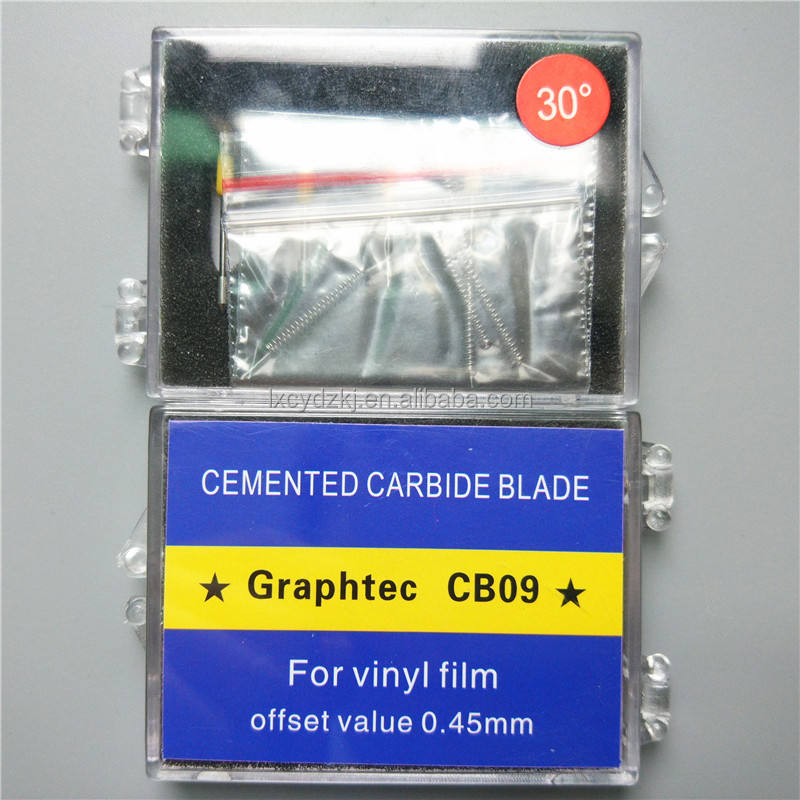 30°
lxcydzkj.en.alibaba.com
CEMENTED CARBIDE BLADE
★ Graphtec CB09 ★
For vinyl film
offset value 0.45mm